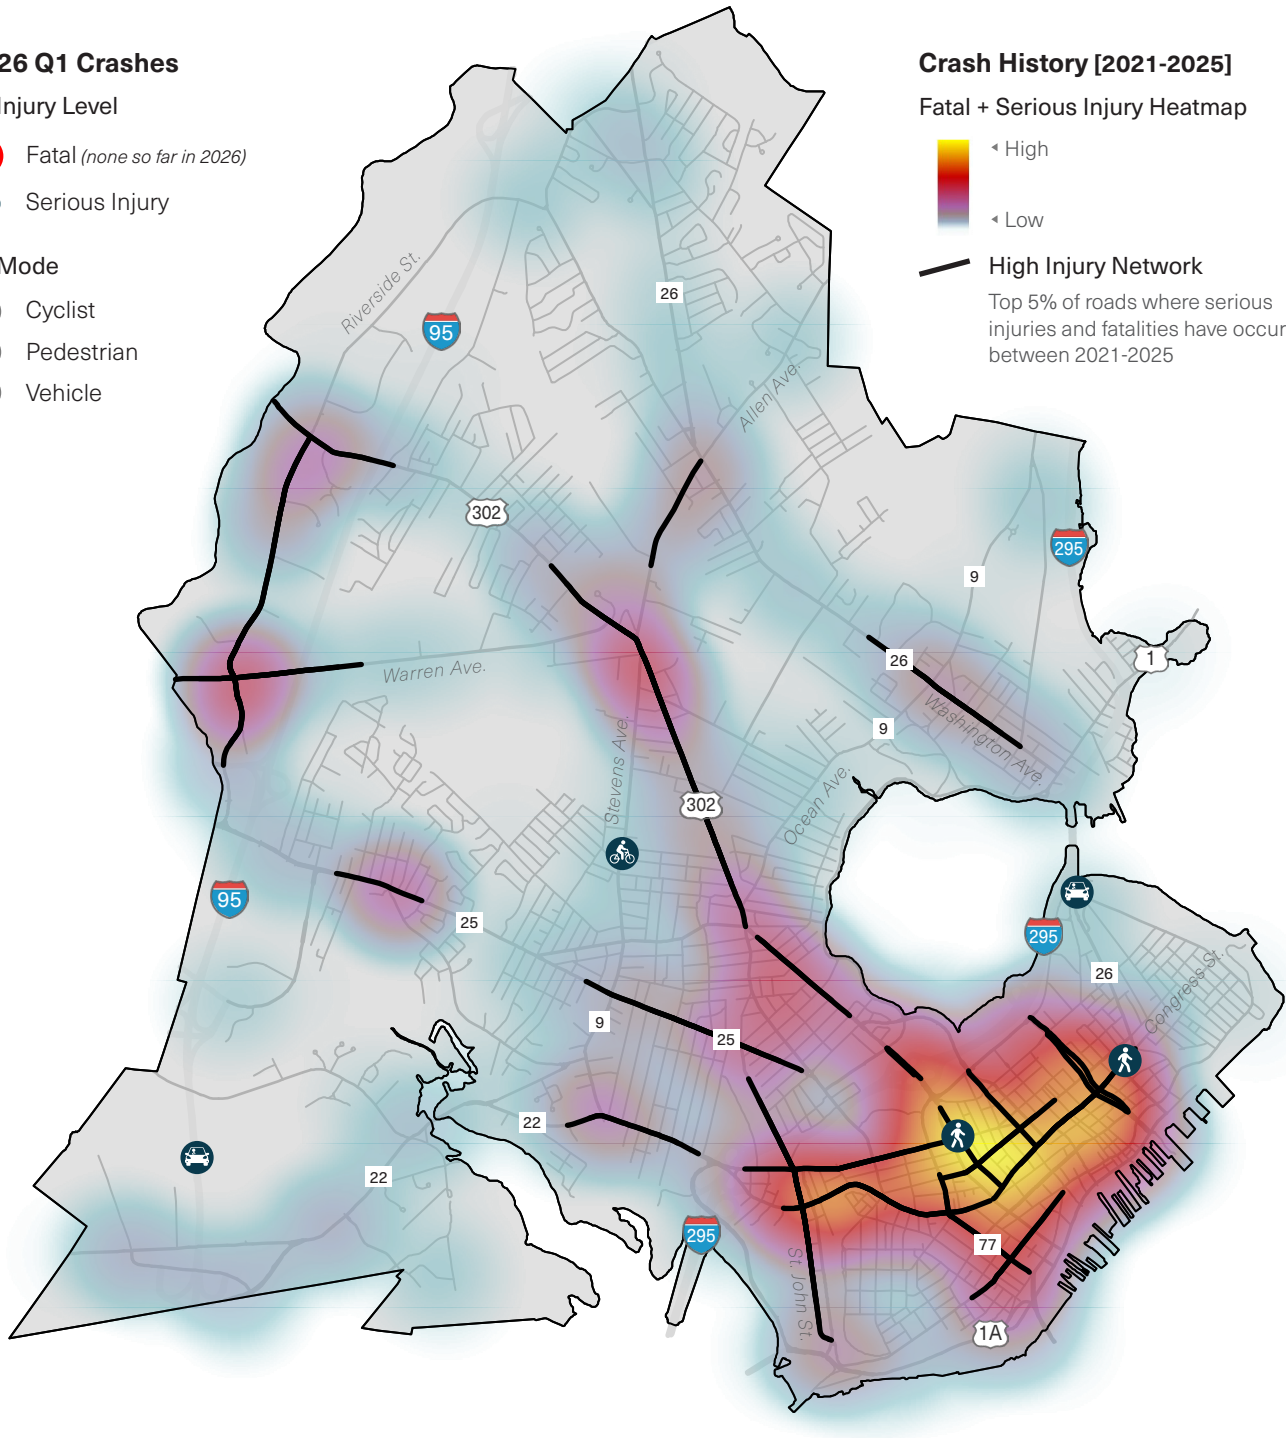 26 Q1 Crashes
Injury Level
Fatal (none so far in 2026)
Serious Injury
Mode
Cyclist
Pedestrian
Vehicle
Crash History [2021-2025]
Fatal + Serious Injury Heatmap
High
Low
High Injury Network
Top 5% of roads where serious
injuries and fatalities have occur
between 2021-2025
Riverside St.
95
26
Allen Ave.
302
295
9
1
26
Warren Ave.
Washington Ave.
9
Stevens Ave.
302
Ocean Ave.
95
25
295
26
Congress St.
9
25
22
22
295
77
St. John St.
1A